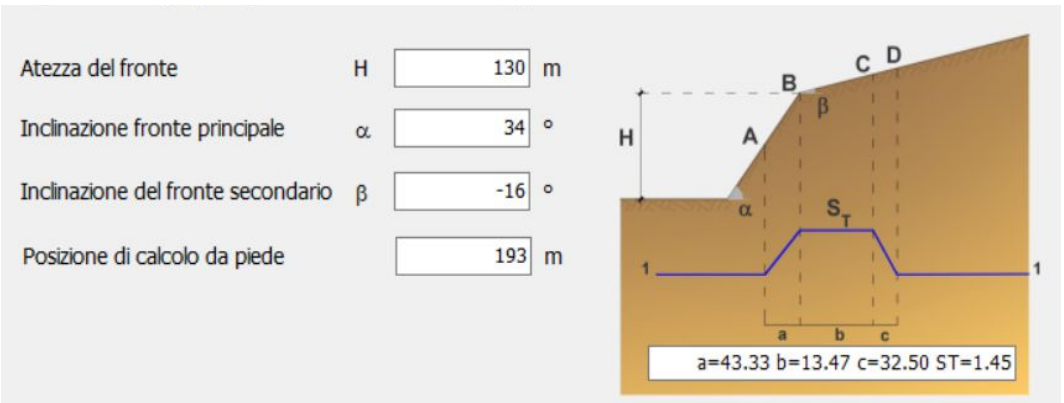 Atezza del fronte H 130 m
Inclinazione fronte principale α 34 °
Inclinazione del fronte secondario β -16 °
Posizione di calcolo da piede 193 m
D
C
B
β
A
H
α
S_T
1 1
a b c
a=43.33 b=13.47 c=32.50 ST=1.45